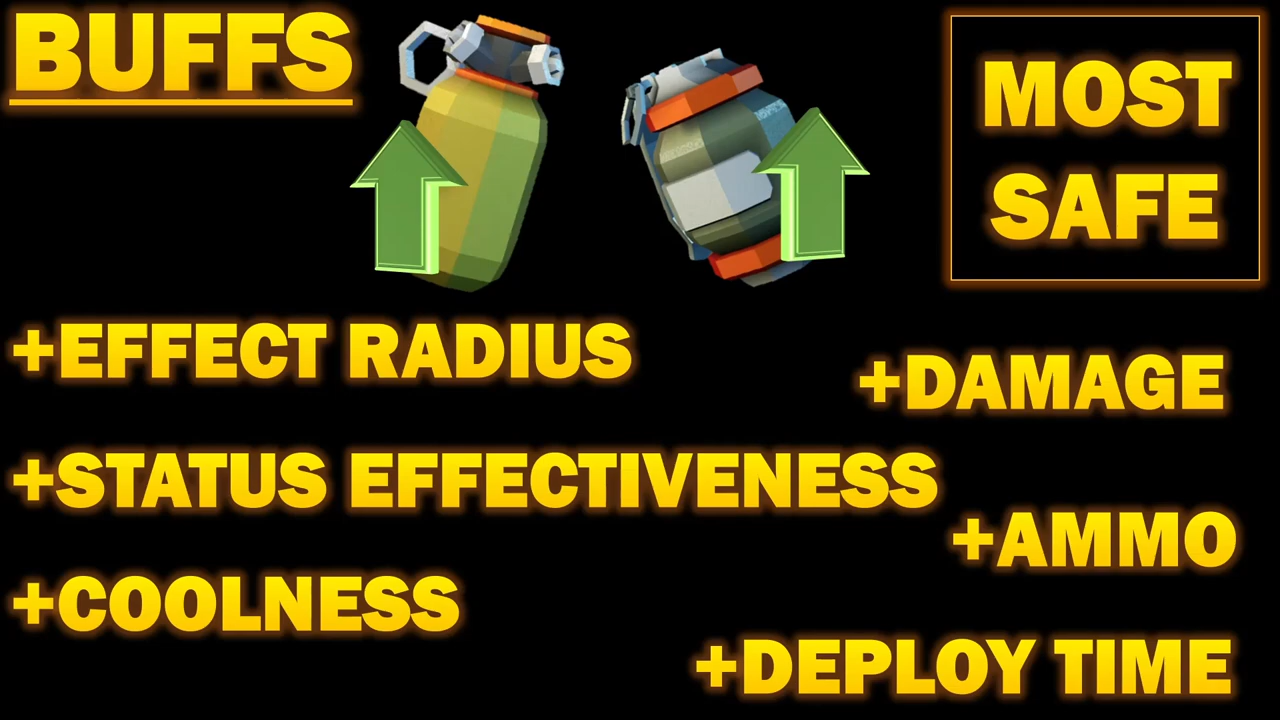 BUFFS
MOST
SAFE
+EFFECT RADIUS
+DAMAGE
+STATUS EFFECTIVENESS
+AMMO
+COOLNESS
+DEPLOY TIME